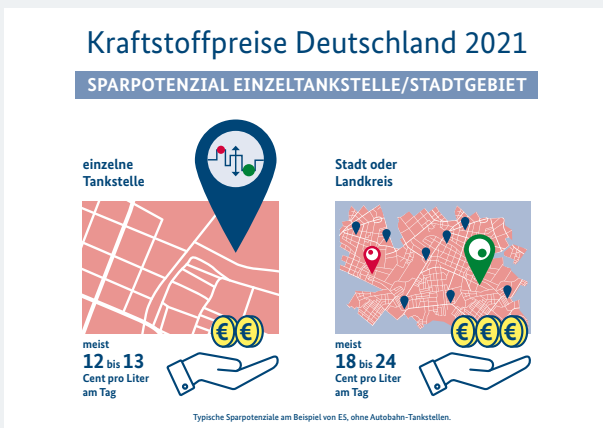 Kraftstoffpreise Deutschland 2021
SPARPOTENZIAL EINZELTANKSTELLE/STADTGEBIET
einzelne
Tankstelle
€ €
meist
12 bis 13
Cent pro Liter
am Tag
Stadt oder
Landkreis
€ € €
meist
18 bis 24
Cent pro Liter
am Tag
Typische Sparpotenziale am Beispiel von E5, ohne Autobahn-Tankstellen.